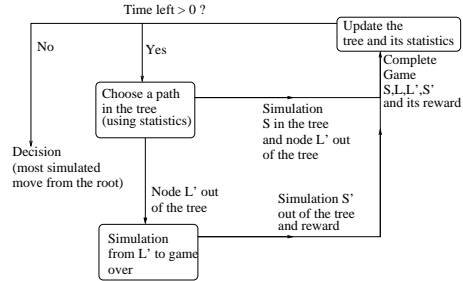 Time left > 0 ?
Update the
tree and its statistics
No
Yes
Complete
Game
S,L,L',S'
and its reward
Choose a path
in the tree
(using statistics)
Simulation
S in the tree
and node L' out
of the tree
Decision
(most simulated
move from the root)
Node L' out
of the tree
Simulation S'
out of the tree
and reward
Simulation
from L' to game
over